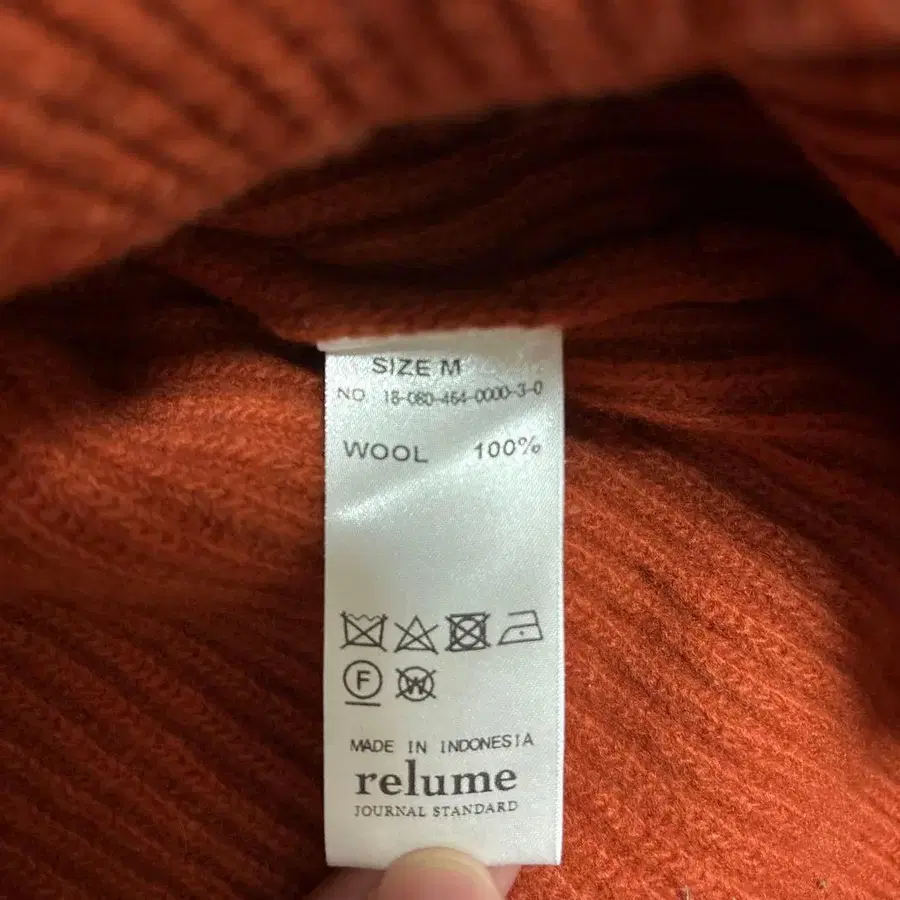 SIZE M
NO. 18-080-464-0000-3-0
WOOL 100%
F W
MADE IN INDONESIA
relume
JOURNAL STANDARD